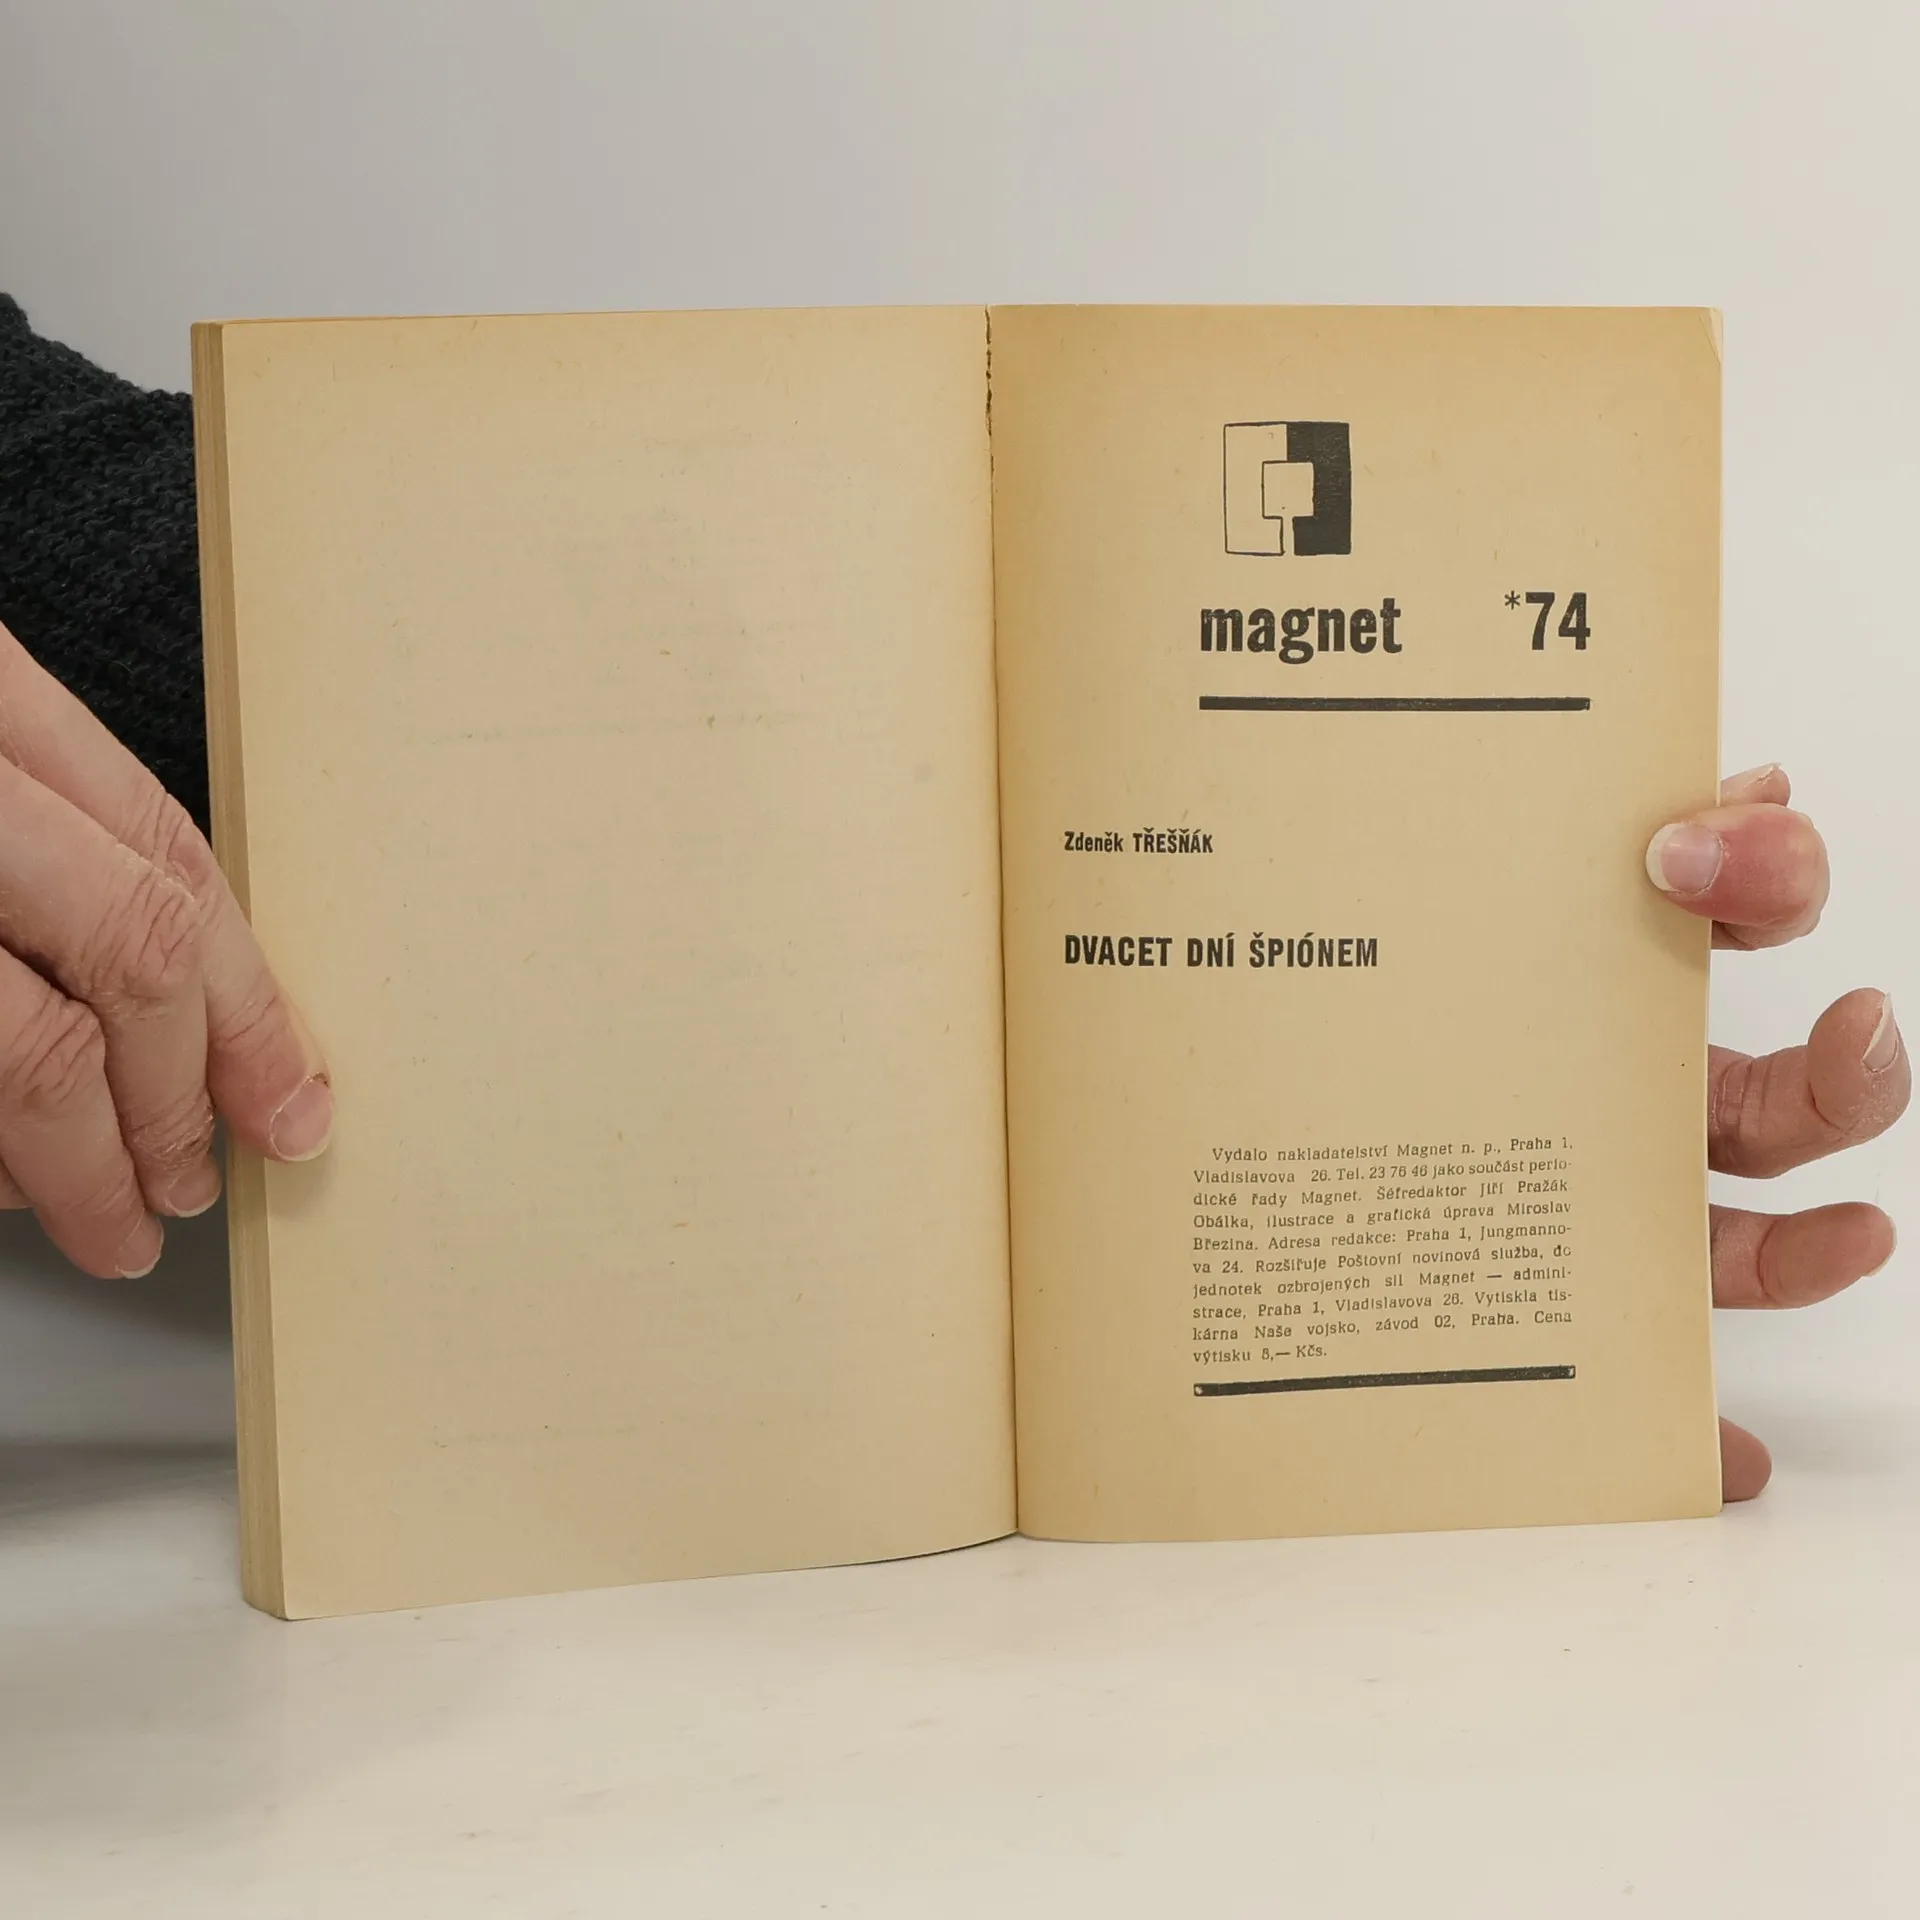 magnet *74
Zdeněk TŘEŠŇÁK
DVACET DNÍ ŠPIÓNEM
Vydalo nakladatelství Magnet n. p., Praha 1,
Vladislavova 26. Tel. 23 76 46 jako součást perio-
dické řady Magnet. Šéfredaktor Jiří Pražák
Obálka, ilustrace a grafická úprava Miroslav
Březina. Adresa redakce: Praha 1, Jungmanno-
va 24. Rozšiřuje Poštovní novinová služba, do
jednotek ozbrojených sil Magnet — admini-
strace, Praha 1, Vladislavova 26. Vytiskla tis-
kárna Naše vojsko, závod 02, Praha. Cena
výtisku 8,— Kčs.